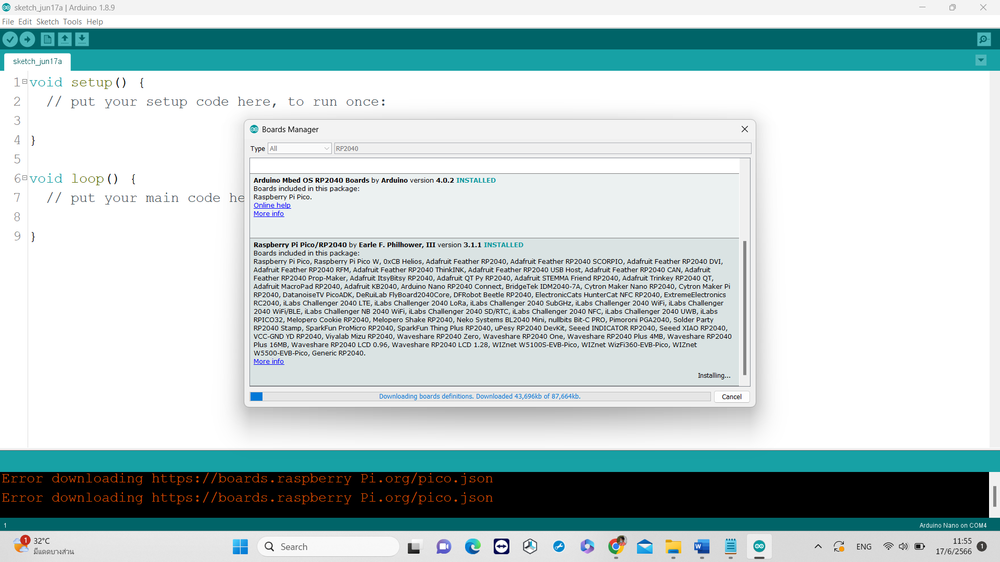 sketch_jun17a | Arduino 1.8.9
File Edit Sketch Tools Help
sketch_jun17a
1 void setup() {
2 // put your setup code here, to run once:
3
4 }
5
6 void loop() {
7 // put your main code he
8
9 }
Boards Manager
Type All RP2040
Arduino Mbed OS RP2040 Boards by Arduino version 4.0.2 INSTALLED
Boards included in this package:
Raspberry Pi Pico.
Online help
More info
Raspberry Pi Pico/RP2040 by Earle F. Philhower, III version 3.1.1 INSTALLED
Boards included in this package:
Raspberry Pi Pico, Raspberry Pi Pico W, 0xCB Helios, Adafruit Feather RP2040, Adafruit Feather RP2040 SCORPIO, Adafruit Feather RP2040 DVI,
Adafruit Feather RP2040 RFM, Adafruit Feather RP2040 ThinkINK, Adafruit Feather RP2040 USB Host, Adafruit Feather RP2040 CAN, Adafruit
Feather RP2040 Prop-Maker, Adafruit ItsyBitsy RP2040, Adafruit QT Py RP2040, Adafruit STEMMA Friend RP2040, Adafruit Trinkey RP2040 QT,
Adafruit MacroPad RP2040, Adafruit KB2040, Arduino Nano RP2040 Connect, BridgeTek IDM2040-7A, Cytron Maker Nano RP2040, Cytron Maker Pi
RP2040, DatanoiseTV PicoADK, DeRuiLab FlyBoard2040Core, DFRobot Beetle RP2040, ElectronicCats HunterCat NFC RP2040, ExtremeElectronics
RC2040, iLabs Challenger 2040 LTE, iLabs Challenger 2040 LoRa, iLabs Challenger 2040 SubGHz, iLabs Challenger 2040 WiFi, iLabs Challenger
2040 WiFi/BLE, iLabs Challenger NB 2040 WiFi, iLabs Challenger 2040 SD/RTC, iLabs Challenger 2040 NFC, iLabs Challenger 2040 UWB, iLabs
RPICO32, Melopero Cookie RP2040, Melopero Shake RP2040, Neko Systems BL2040 Mini, nullbits Bit-C PRO, Pimoroni PGA2040, Solder Party
RP2040 Stamp, SparkFun ProMicro RP2040, SparkFun Thing Plus RP2040, uPesy RP2040 DevKit, Seeed INDICATOR RP2040, Seeed XIAO RP2040,
VCC-GND YD RP2040, Viyalab Mizu RP2040, Waveshare RP2040 Zero, Waveshare RP2040 One, Waveshare RP2040 Plus 4MB, Waveshare RP2040
Plus 16MB, Waveshare RP2040 LCD 0.96, Waveshare RP2040 LCD 1.28, WIZnet W5100S-EVB-Pico, WIZnet WizFi360-EVB-Pico, WIZnet
W5500-EVB-Pico, Generic RP2040.
More info
Installing...
Downloading boards definitions. Downloaded 43,696kb of 87,664kb.
Cancel
Error downloading https://boards.raspberry Pi.org/pico.json
Error downloading https://boards.raspberry Pi.org/pico.json
1
Arduino Nano on COM4
1
32°C
มีแดดบางส่วน
Search
W
ENG
11:55
17/6/2566
1